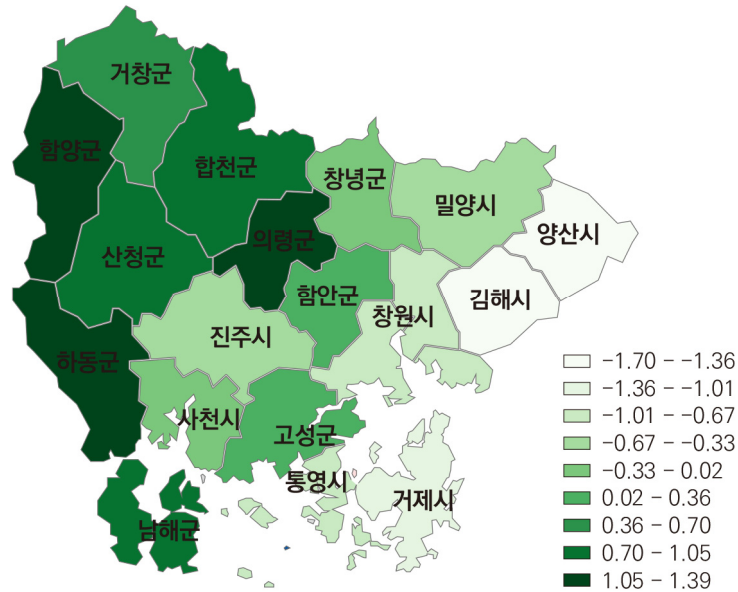 거창군
함양군
합천군
창녕군
밀양시
의령군
양산시
산청군
함안군
김해시
창원시
진주시
하동군
사천시
고성군
통영시
거제시
남해군
-1.70 - -1.36
-1.36 - -1.01
-1.01 - -0.67
-0.67 - -0.33
-0.33 - 0.02
0.02 - 0.36
0.36 - 0.70
0.70 - 1.05
1.05 - 1.39